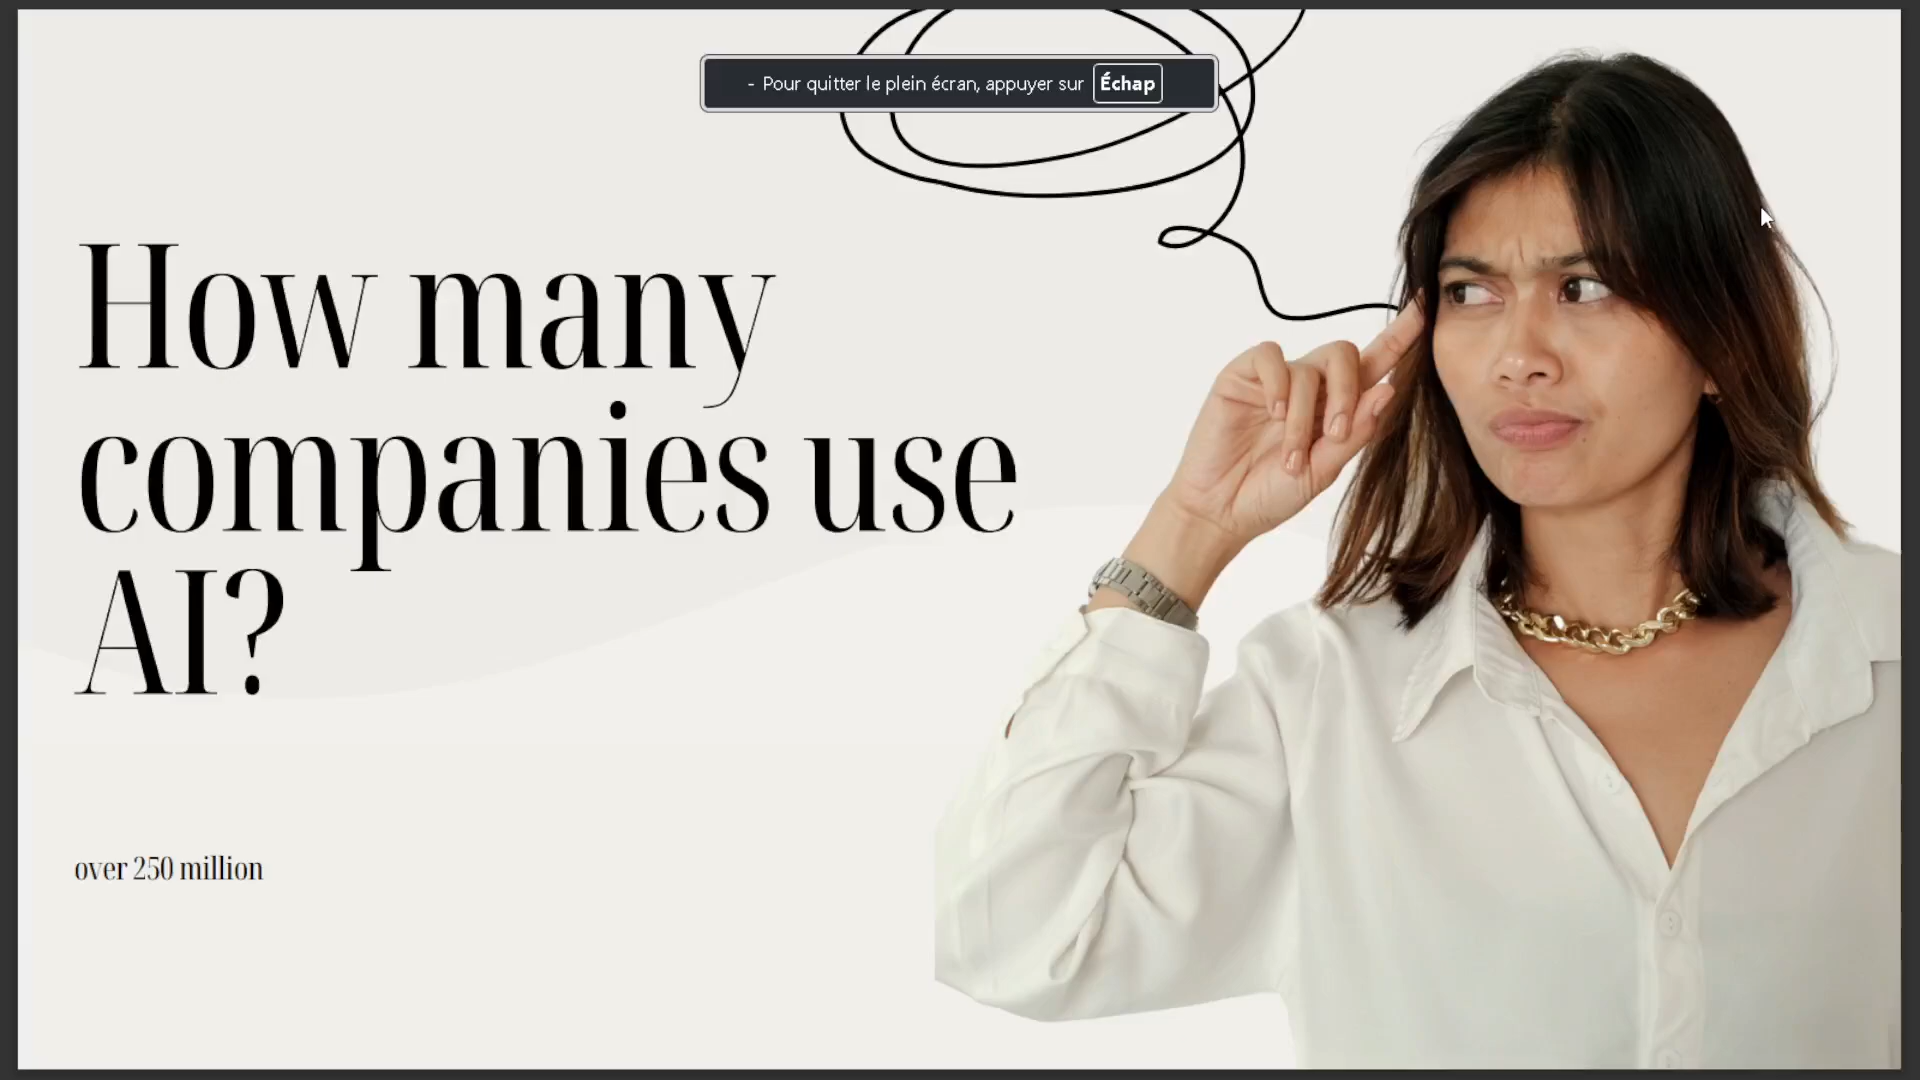 - Pour quitter le plein écran, appuyer sur Échap
How many
companies use
AI?
over 250 million